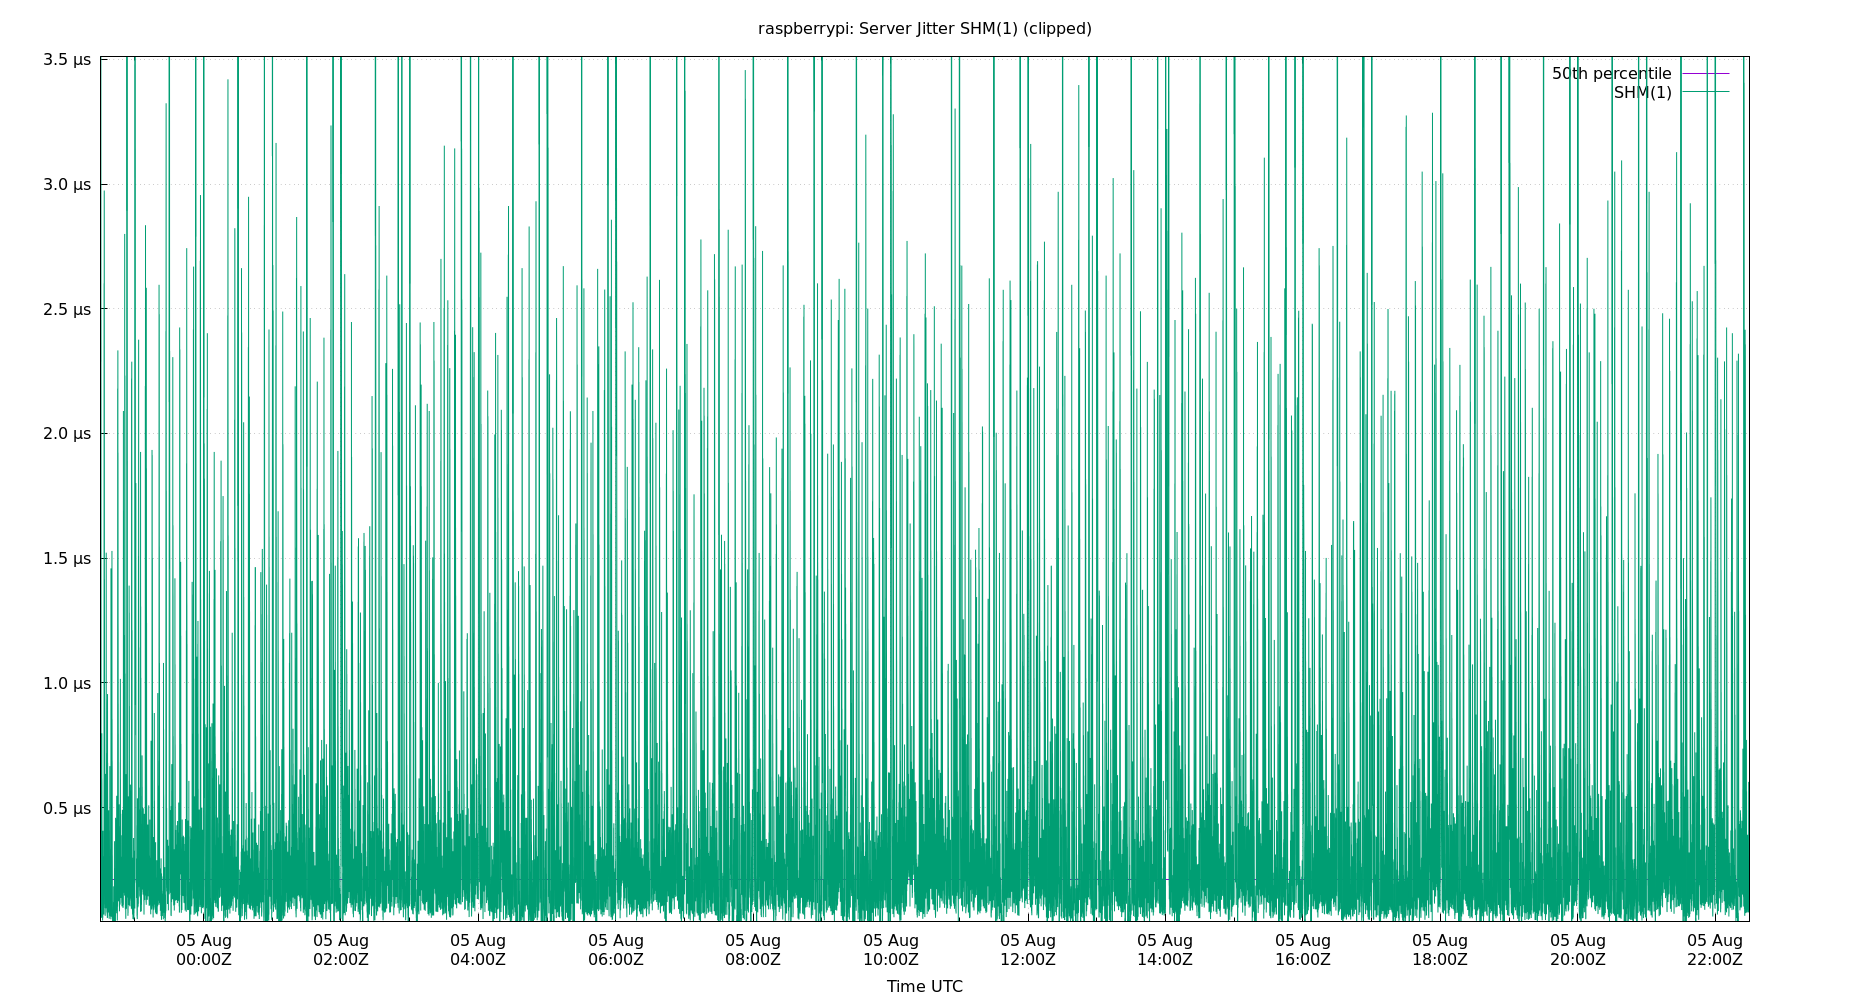 raspberrypi: Server Jitter SHM(1) (clipped)
3.5 μs
50th percentile
SHM(1)
3.0 μs
2.5 μs
2.0 μs
1.5 μs
1.0 μs
0.5 μs
05 Aug 05 Aug 05 Aug 05 Aug 05 Aug 05 Aug 05 Aug 05 Aug 05 Aug 05 Aug 05 Aug 05 Aug
00:00Z 02:00Z 04:00Z 06:00Z 08:00Z 10:00Z 12:00Z 14:00Z 16:00Z 18:00Z 20:00Z 22:00Z
Time UTC